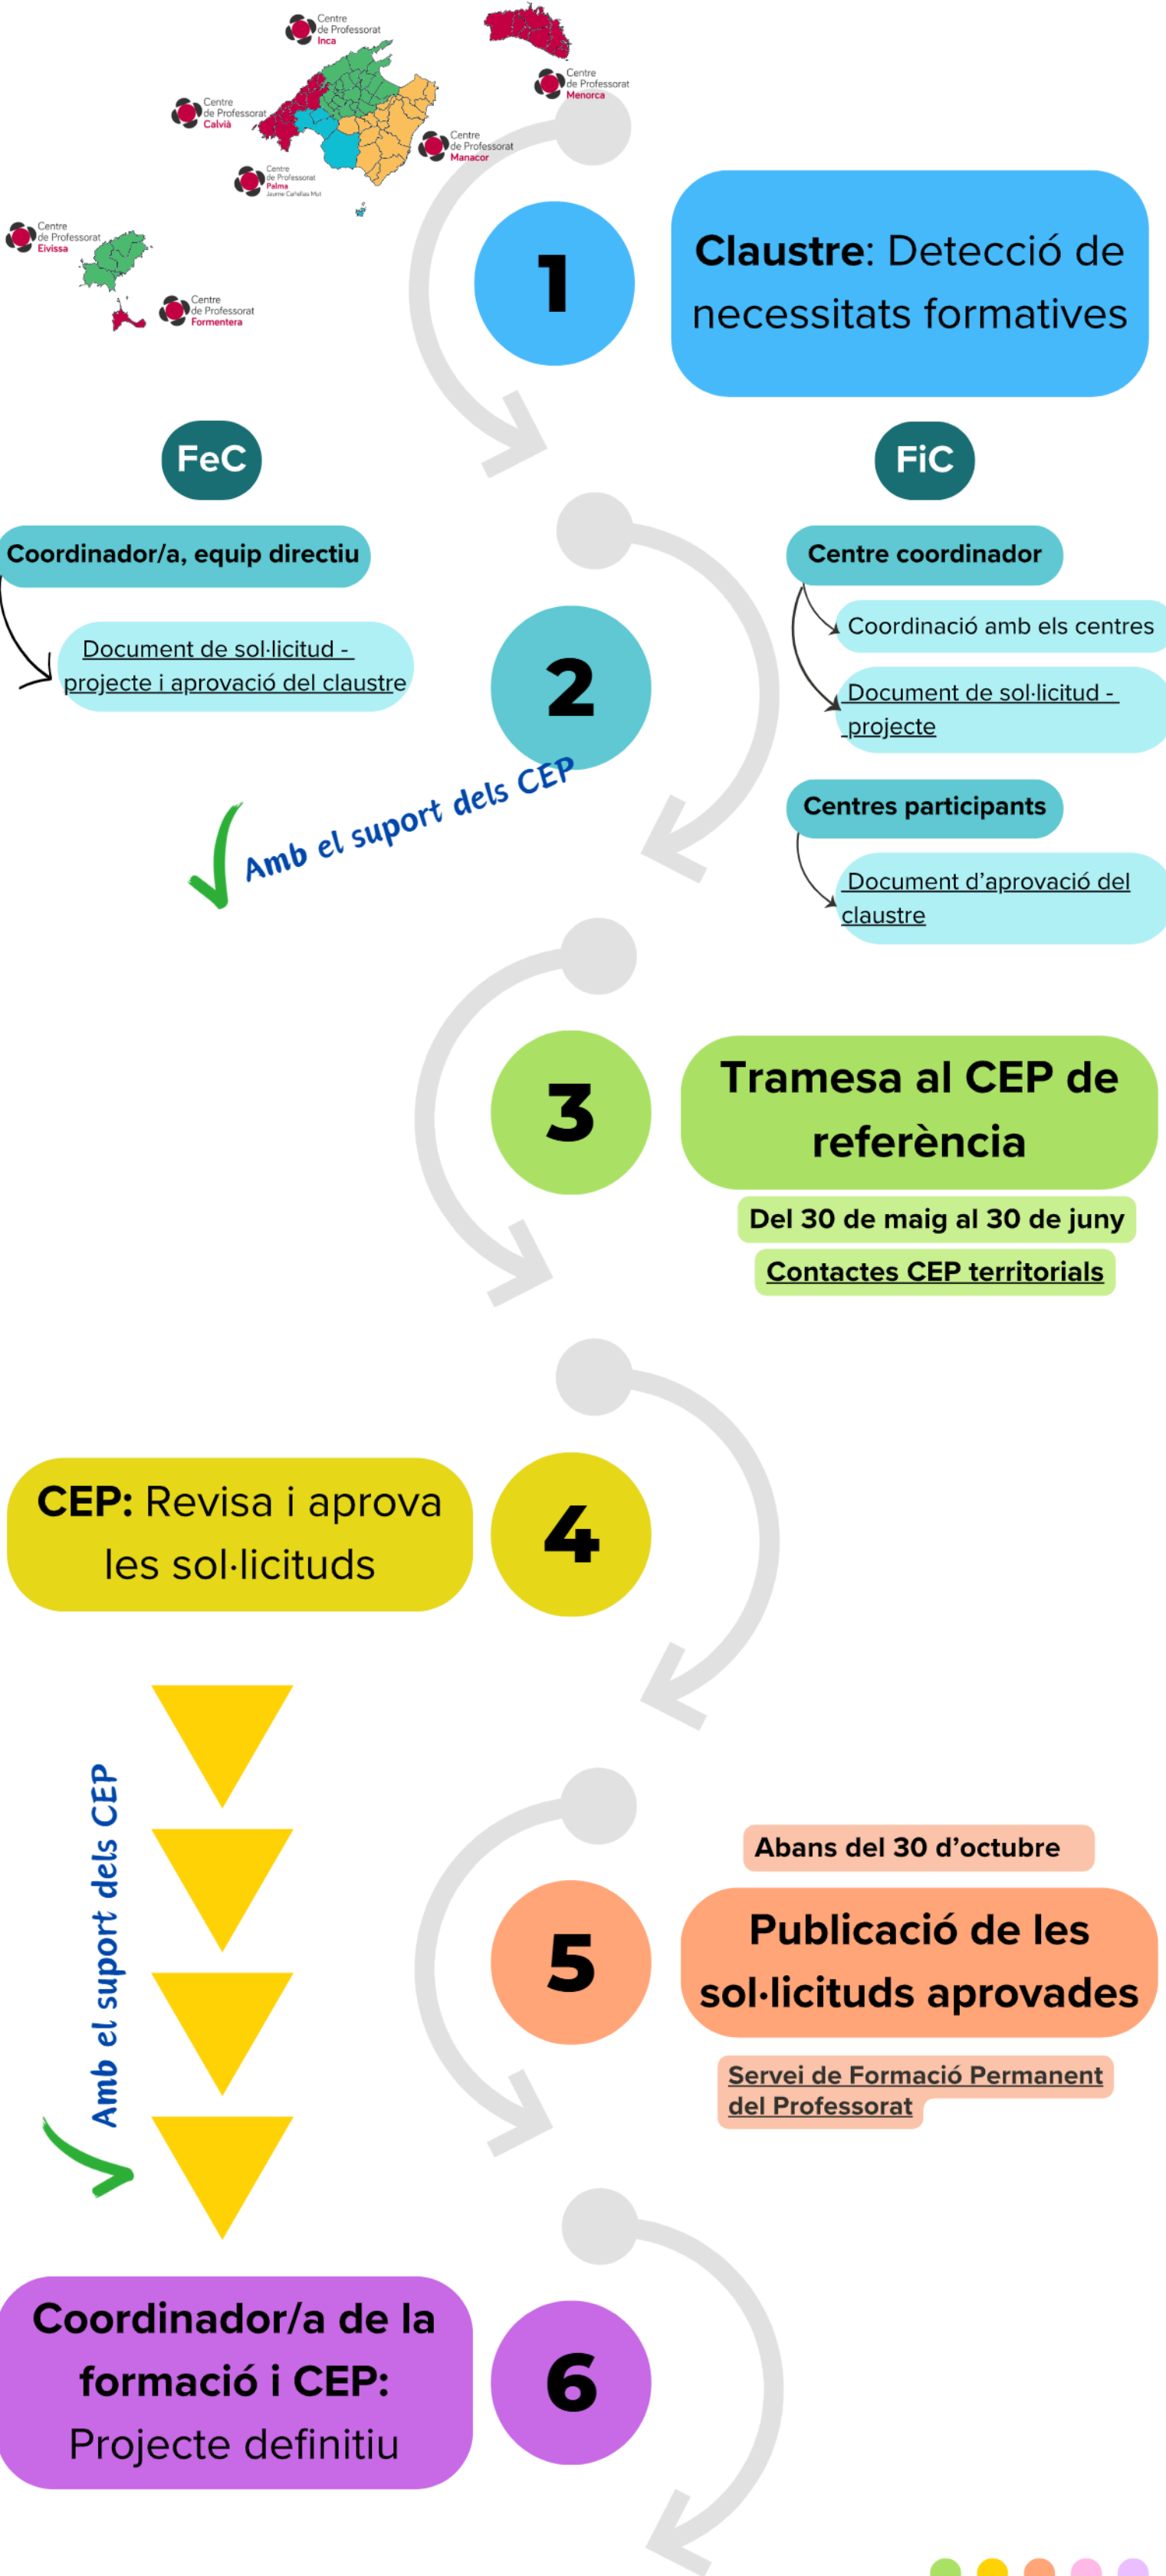 Centre
de Professorat
Inca
Centre
de Professorat
Menorca
Centre
de Professorat
Calvià
Centre
de Professorat
Manacor
Centre
de Professorat
Palma
Jaume Cañellas Mut
Centre
de Professorat
Eivissa
Centre
de Professorat
Formentera
1
Claustre: Detecció de
necessitats formatives
FeC
Coordinador/a, equip directiu
Document de sol·licitud -
projecte i aprovació del claustre
FiC
Centre coordinador
Coordinació amb els centres
Document de sol·licitud -
projecte
Centres participants
Document d'aprovació del
claustre
2
Amb el suport dels CEP
3
Tramesa al CEP de
referència
Del 30 de maig al 30 de juny
Contactes CEP territorials
CEP: Revisa i aprova
les sol·licituds
4
Amb el suport dels CEP
Abans del 30 d'octubre
5
Publicació de les
sol·licituds aprovades
Servei de Formació Permanent
del Professorat
Coordinador/a de la
formació i CEP:
Projecte definitiu
6